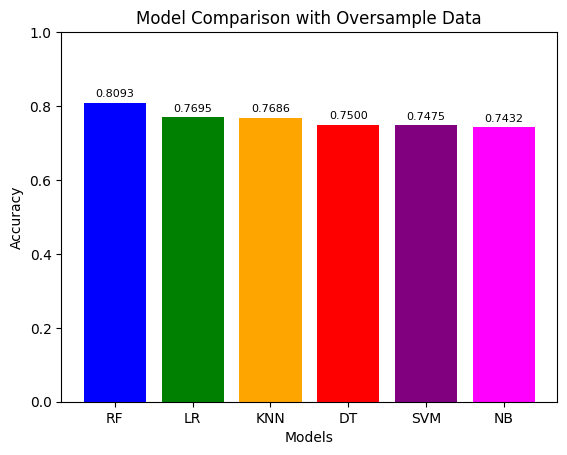 Model Comparison with Oversample Data
1.0
0.8
0.6
0.4
0.2
0.0
Accuracy
0.8093
0.7695
0.7686
0.7500
0.7475
0.7432
RF
LR
KNN
DT
SVM
NB
Models